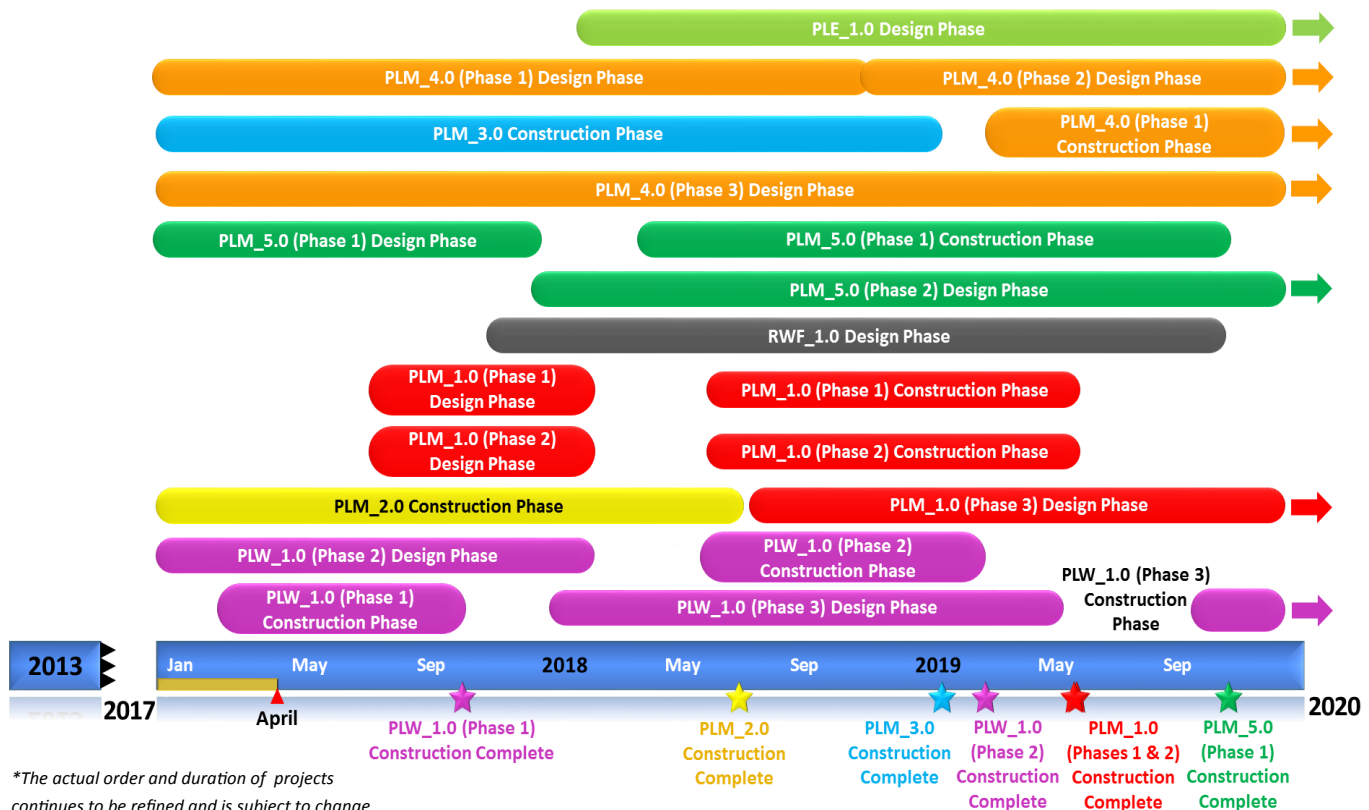 PLE_1.0 Design Phase
PLM_4.0 (Phase 1) Design Phase
PLM_4.0 (Phase 2) Design Phase
PLM_3.0 Construction Phase
PLM_4.0 (Phase 1)
Construction Phase
PLM_4.0 (Phase 3) Design Phase
PLM_5.0 (Phase 1) Design Phase
PLM_5.0 (Phase 1) Construction Phase
PLM_5.0 (Phase 2) Design Phase
RWF_1.0 Design Phase
PLM_1.0 (Phase 1)
Design Phase
PLM_1.0 (Phase 1) Construction Phase
PLM_1.0 (Phase 2)
Design Phase
PLM_1.0 (Phase 2) Construction Phase
PLM_2.0 Construction Phase
PLM_1.0 (Phase 3) Design Phase
PLW_1.0 (Phase 2) Design Phase
PLW_1.0 (Phase 2)
Construction Phase
PLW_1.0 (Phase 1)
Construction Phase
PLW_1.0 (Phase 3) Design Phase
PLW_1.0 (Phase 3)
Construction
Phase
2013
Jan
May
Sep
2018
May
Sep
2019
May
Sep
2017
April
2020
PLW_1.0 (Phase 1)
Construction Complete
PLM_2.0
Construction
Complete
PLM_3.0
Construction
Complete
PLW_1.0
(Phase 2)
Construction
Complete
PLM_1.0
(Phases 1 & 2)
Construction
Complete
PLM_5.0
(Phase 1)
Construction
Complete
*The actual order and duration of projects
continues to be refined and is subject to change